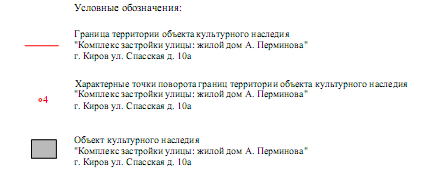 Условные обозначения:
Граница территории объекта культурного наследия
"Комплекс застройки улицы: жилой дом А. Перминова"
г. Киров ул. Спасская д. 10а
4
Характерные точки поворота границ территории объекта культурного наследия
"Комплекс застройки улицы: жилой дом А. Перминова"
г. Киров ул. Спасская д. 10а
Объект культурного наследия
"Комплекс застройки улицы: жилой дом А. Перминова"
г. Киров ул. Спасская д. 10а